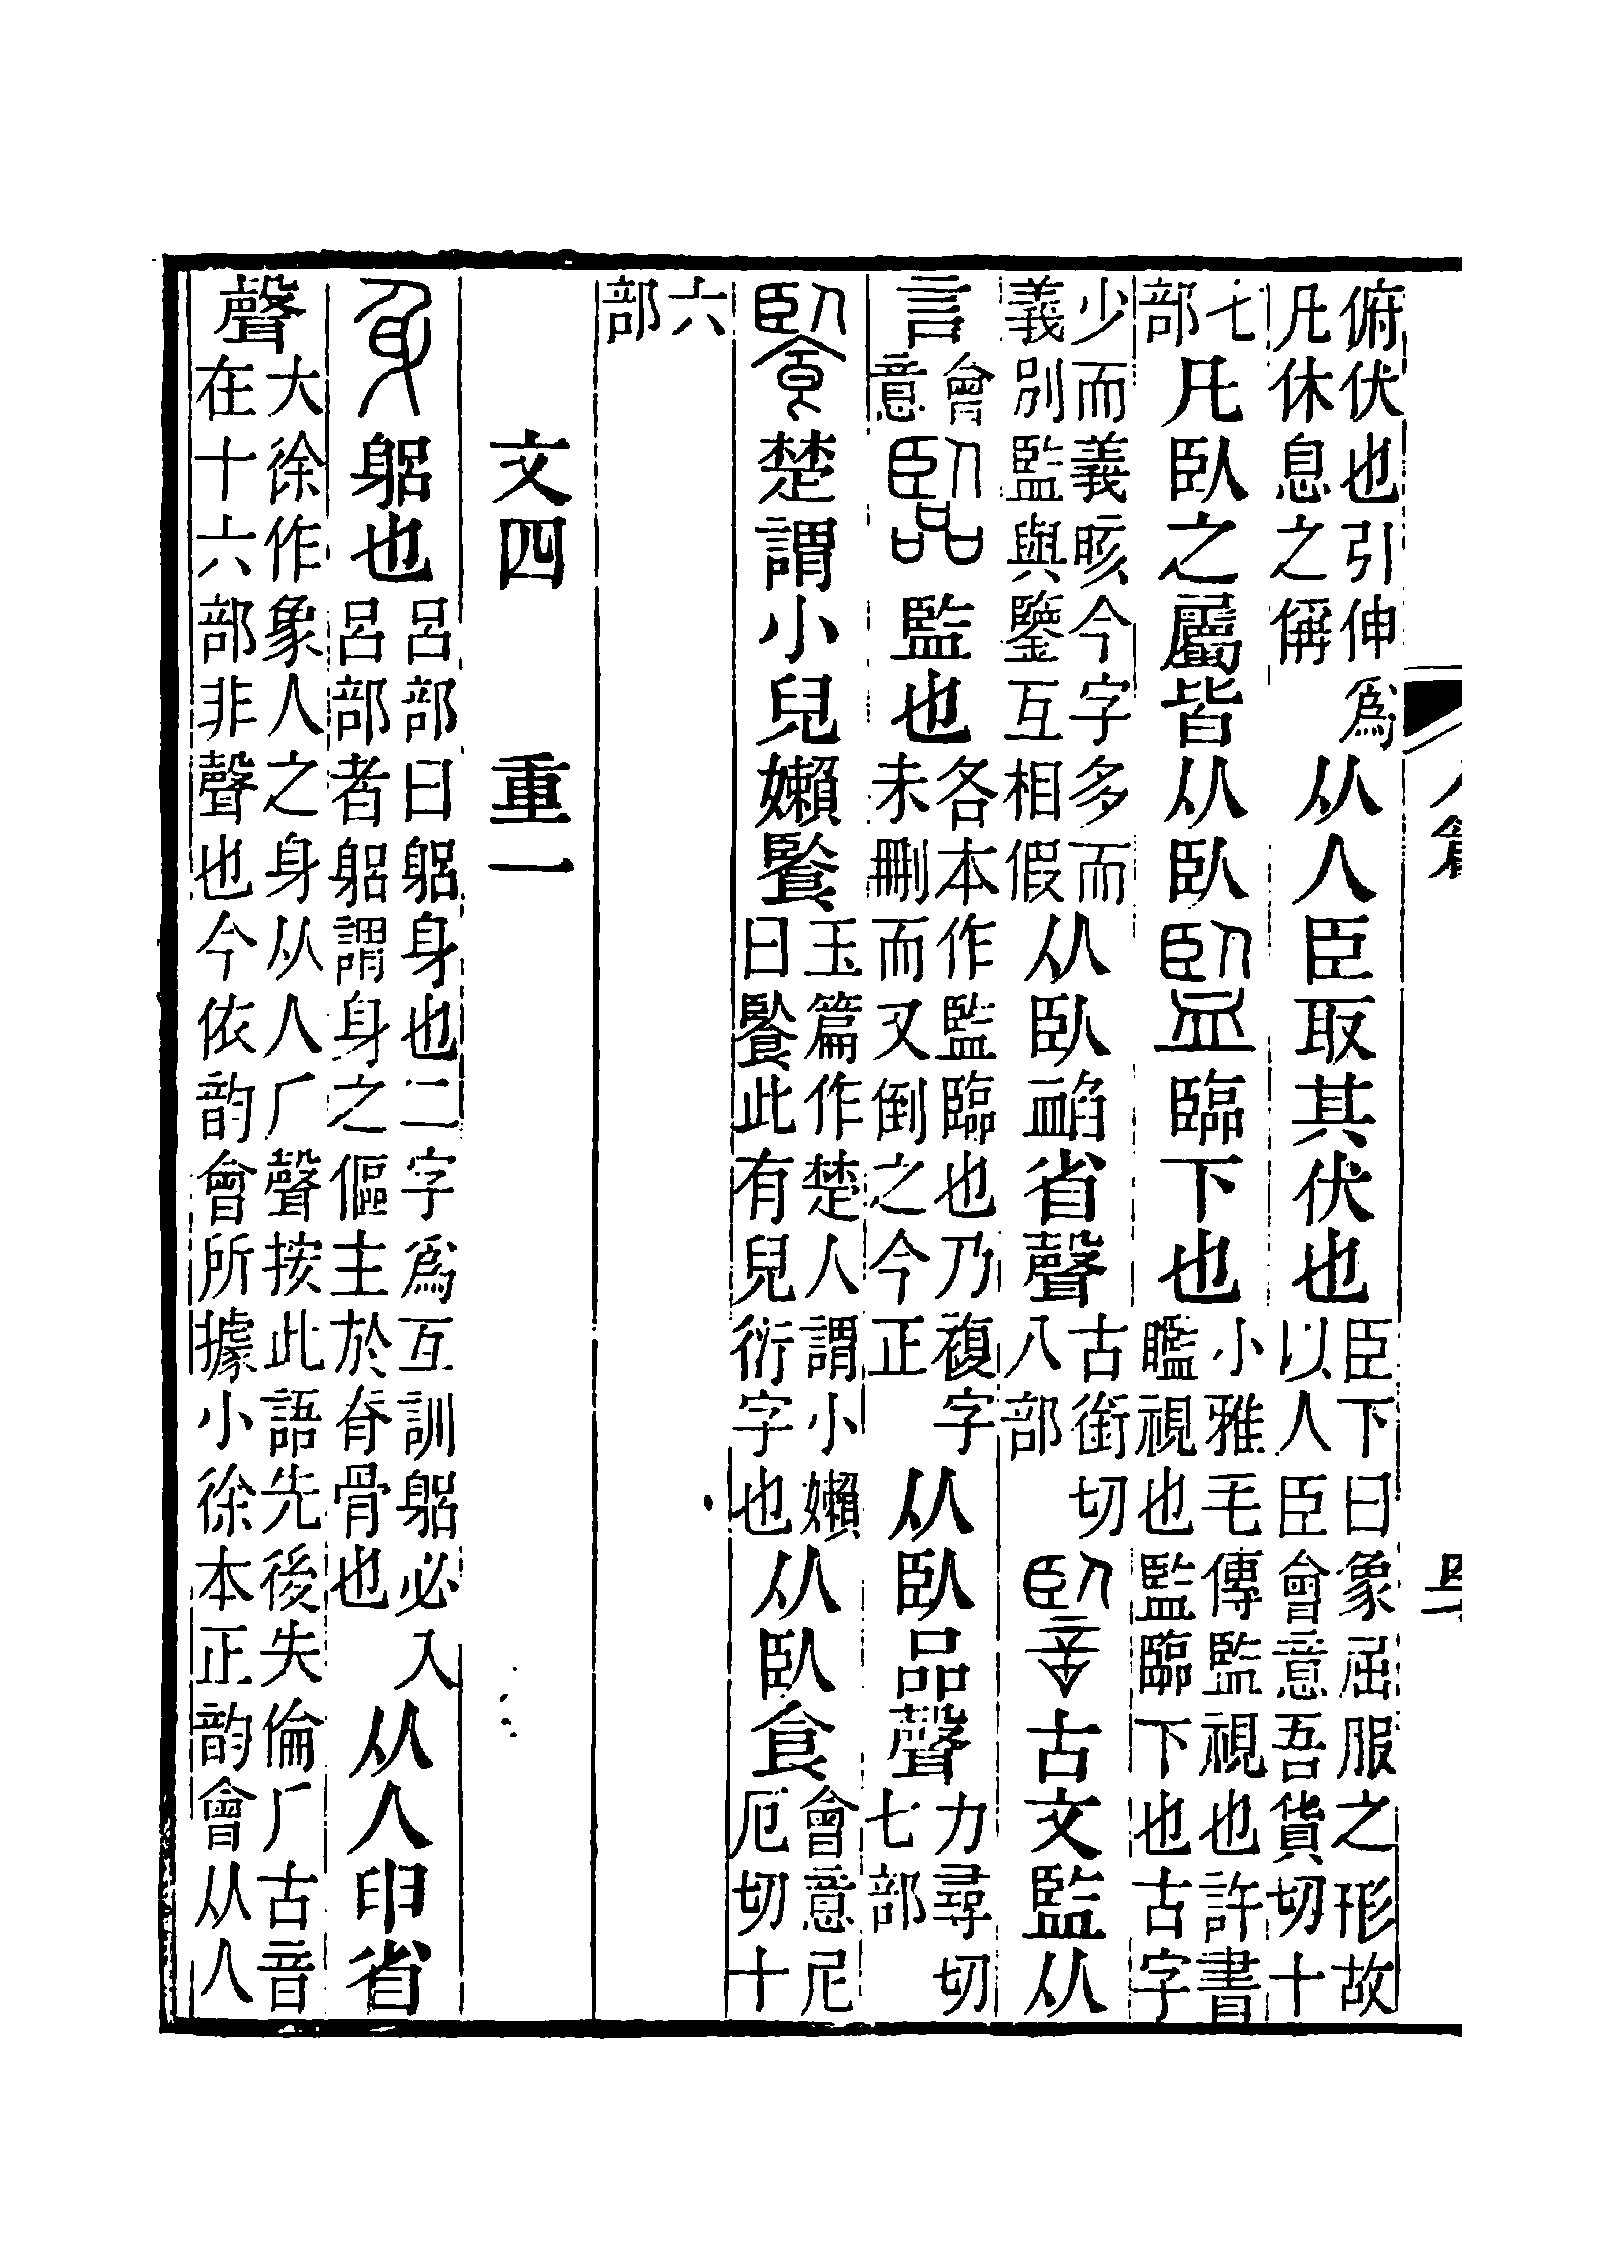 俯伏也引伸爲凡休息之偁从人臣取其伏也臣下曰象屈服之形故以人臣會意吾貨切十
七部凡臥之屬皆从臥監臨下也小雅毛傳監視也許書䀍視也監臨下也古字
少而義晐今字多而義別監與鑒互相假从臥䘓省聲古銜切八部𧨟古文監从
言會意臨監也各本作監臨也乃複字未刪而又倒之今正从臥品聲力尋切七部
䬲楚謂小兒嬾䬲玉篇作楚人謂小嬾曰䬲此有兒衍字也从臥食會意尼厄切十
六部
文四 重一
身躳也呂部曰躳身也二字爲互訓躳必入呂部者躳謂身之傴主於脊骨也从人申省
聲大徐作象人之身从人厂聲按此語先後失倫厂古音在十六部非聲也今依韵會所據小徐本正韵會从八